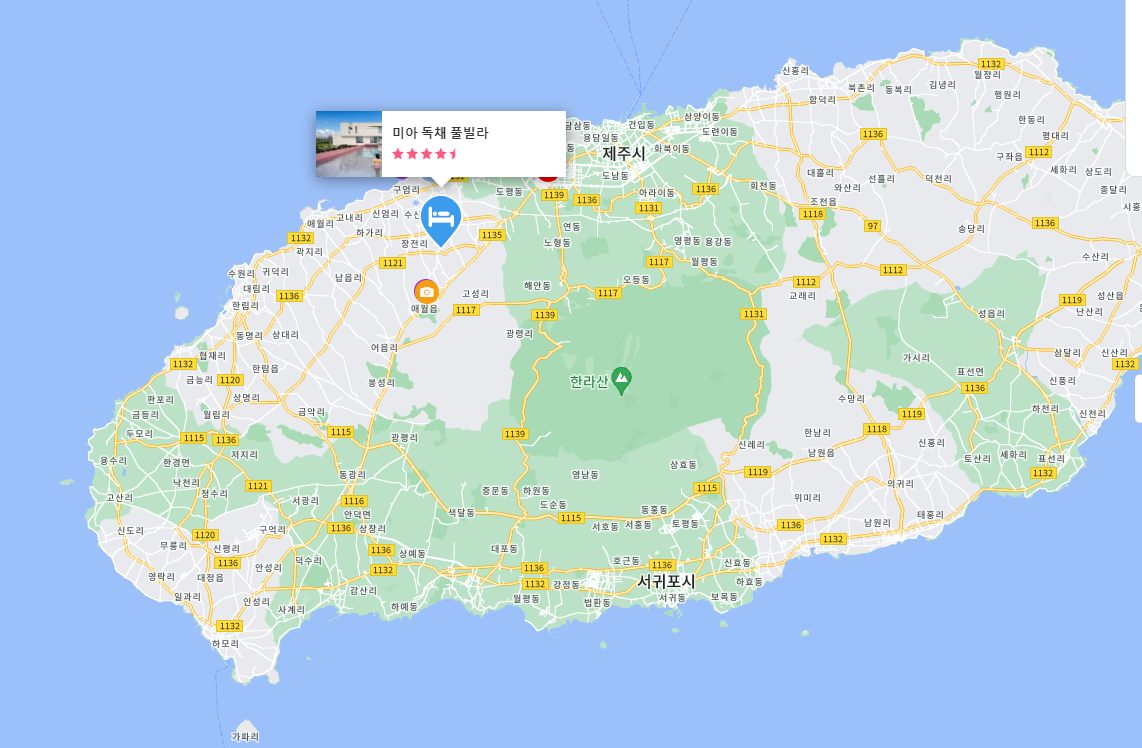 1132
월정리
신흥리
김녕리
북촌리
동복리
행원리
함덕리
한동리
삼양이동
건입동
도련이동
1136
평대리
용담일동
미아 독채 풀빌라
제주시
화북이동
1112
구좌읍
세화리
상도리
도남동
대흘리
와산리
선흘리
덕천리
종달리
구엄리
도평동
1139
1136
아라이동
1136
회천동
조천읍
1131
1118
애월리
고내리
신엄리
연동
97
송당리
1136
하가리
1132
1135
장전리
노형동
영평동
용강동
곽지리
수산리
1121
1117
월평동
수원리
귀덕리
납읍리
1112
오등동
1112
대림리
해안동
1117
교래리
1136
고성리
성산읍
1119
한림리
애월읍
1117
1139
1131
성읍리
난산리
동명리
상대리
광령리
어음리
협재리
삼달리
신산리
1132
가시리
1132
한림읍
표선면
금능리
1120
봉성리
한라산
신풍리
1136
판포리
상명리
수망리
금등리
월림리
금악리
1119
하천리
신천리
두모리
1115
1136
1115
광평리
1139
1118
한남리
신흥리
신례리
저지리
남원읍
용수리
한경면
상효동
토산리
세화리
표선리
낙천리
동광리
영남동
1119
1132
청수리
1121
의귀리
고산리
서광리
1116
중문동
하원동
1115
위미리
도순동
안덕면
색달동
1115
동홍동
태흥리
신도리
구억리
1136
상창리
서호동
서홍동
토평동
1136
남원리
1120
1132
무릉리
신평리
1136
상예동
대포동
1136
덕수리
호근동
1136
신효동
영락리
대정읍
안성리
1132
1136
1132
강정동
서귀포시
하효동
감산리
일과리
인성리
사계리
하예동
월평동
법환동
서귀동
보목동
1132
하모리
가파리